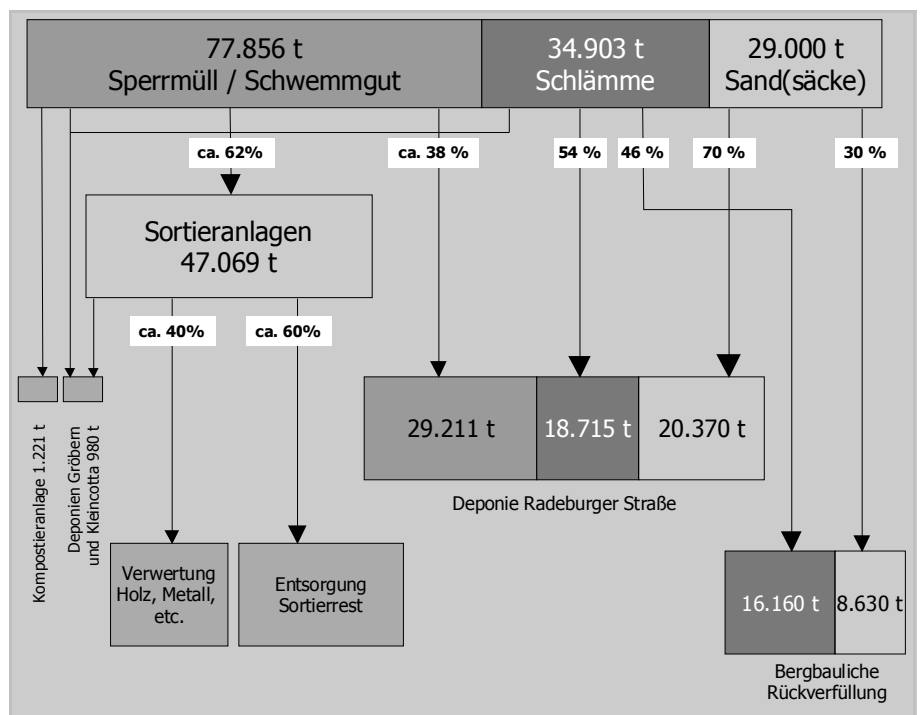 77.856 t
Sperrmüll / Schwemmgut
34.903 t
Schlämme
29.000 t
Sand(säcke)
ca. 62%
ca. 38 %
54 %
46 %
70 %
30 %
Sortieranlagen
47.069 t
ca. 40%
ca. 60%
Kompostieranlage 1.221 t
Deponien Gröbern
und Kleincotta 980 t
29.211 t
18.715 t
20.370 t
Deponie Radeburger Straße
Verwertung
Holz, Metall,
etc.
Entsorgung
Sortierrest
16.160 t
8.630 t
Bergbauliche
Rückverfüllung